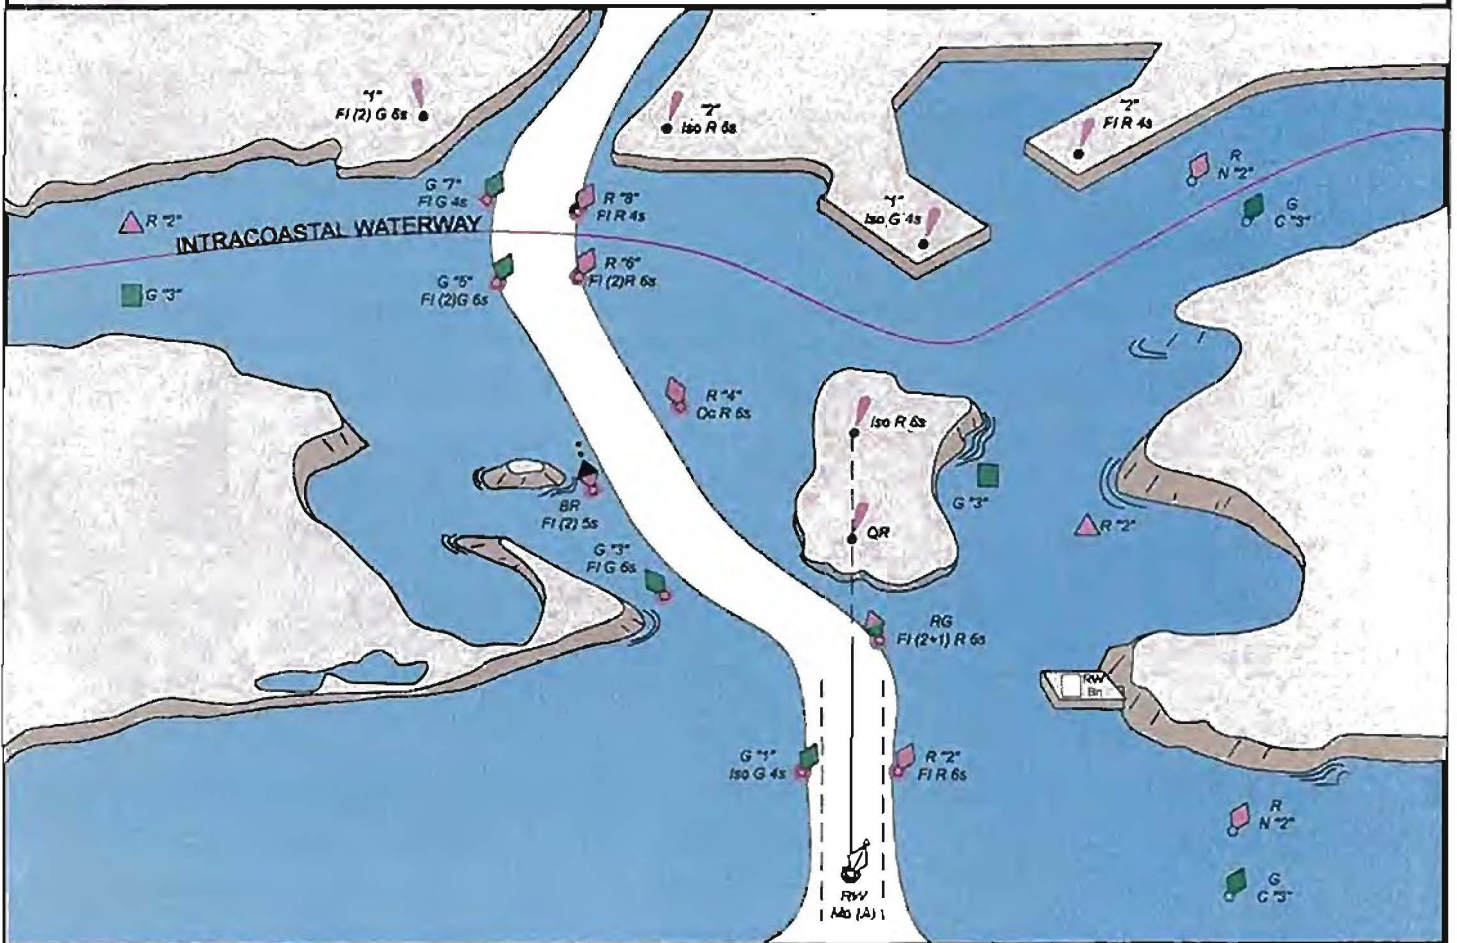 "1"
Fl (2) G 6s
"2"
Iso R 6s
"2"
Fl R 4s
R
N "2"
G "7"
Fl G 4s
R "8"
Fl R 4s
"1"
Iso G 4s
G
C "3"
R "2"
INTRACOASTAL WATERWAY
G "5"
Fl (2)G 6s
R "6"
Fl (2)R 6s
G "3"
R "4"
Oc R 6s
Iso R 6s
G "3"
BR
Fl (2) 5s
QR
R "2"
G "3"
Fl G 6s
RG
Fl (2+1) R 6s
RW
Bn
G "1"
Iso G 4s
R "2"
Fl R 6s
R
N "2"
G
C "3"
RW
Mo (A)